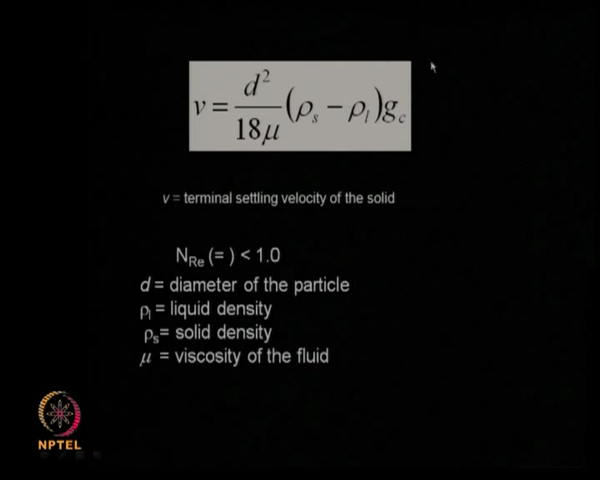 v = d²/18μ (ρs − ρl)gc
v = terminal settling velocity of the solid
NRe (= ) < 1.0
d = diameter of the particle
ρl = liquid density
ρs= solid density
μ = viscosity of the fluid
NPTEL